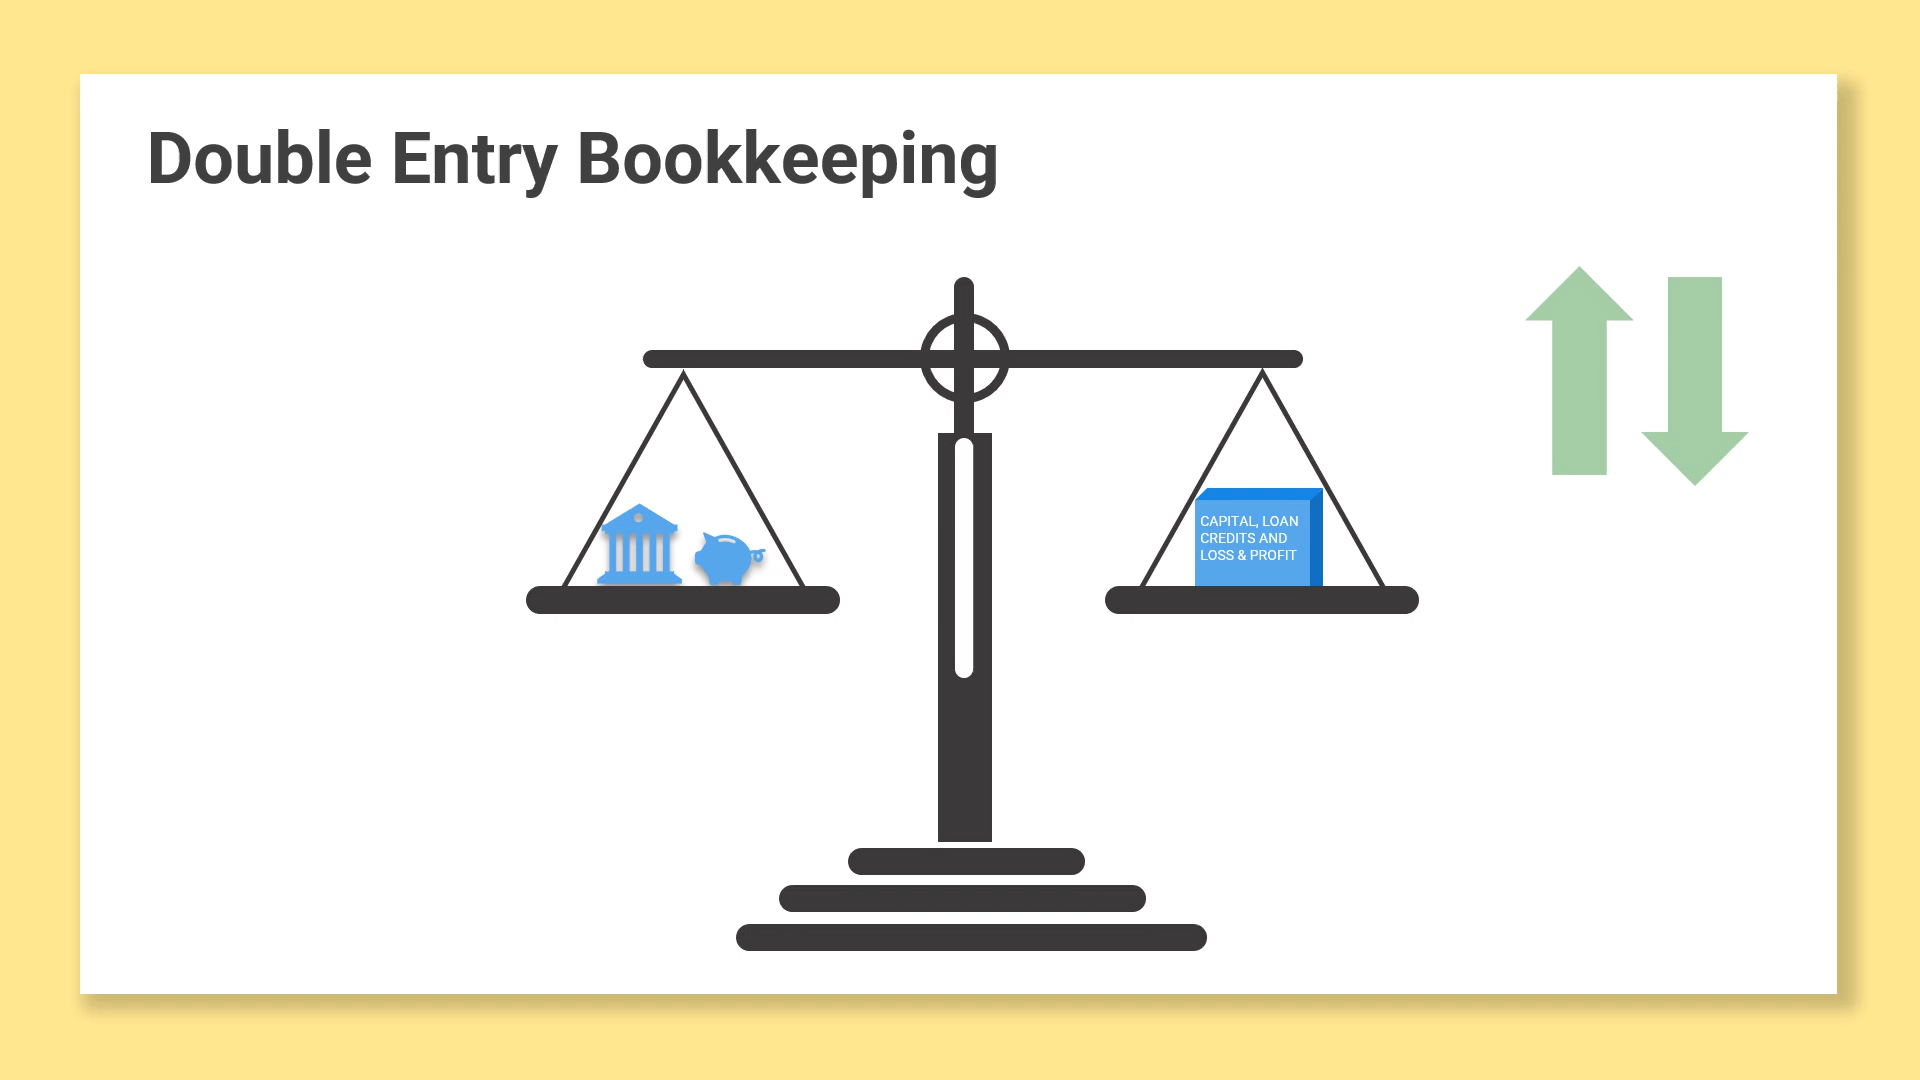 Double Entry Bookkeeping
CAPITAL, LOAN
CREDITS AND
LOSS & PROFIT